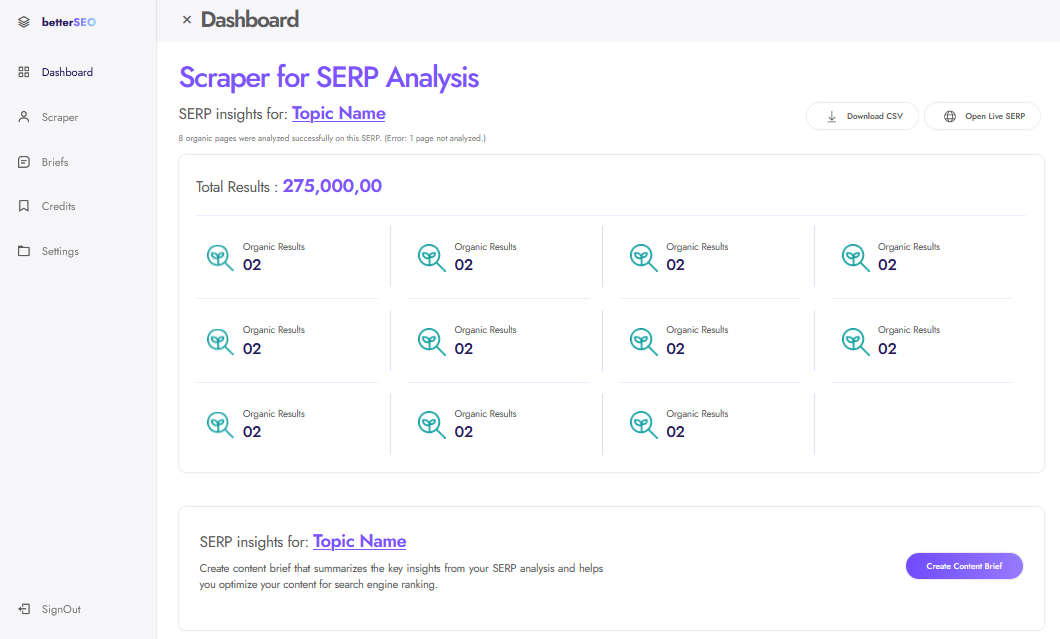 betterSEO
Dashboard
Scraper
Briefs
Credits
Settings
SignOut
× Dashboard
Scraper for SERP Analysis
SERP insights for: Topic Name
8 organic pages were analyzed successfully on this SERP. (Error: 1 page not analyzed.)
Download CSV
Open Live SERP
Total Results : 275,000,00
Organic Results
02
Organic Results
02
Organic Results
02
Organic Results
02
Organic Results
02
Organic Results
02
Organic Results
02
Organic Results
02
Organic Results
02
Organic Results
02
Organic Results
02
SERP insights for: Topic Name
Create content brief that summarizes the key insights from your SERP analysis and helps
you optimize your content for search engine ranking.
Create Content Brief